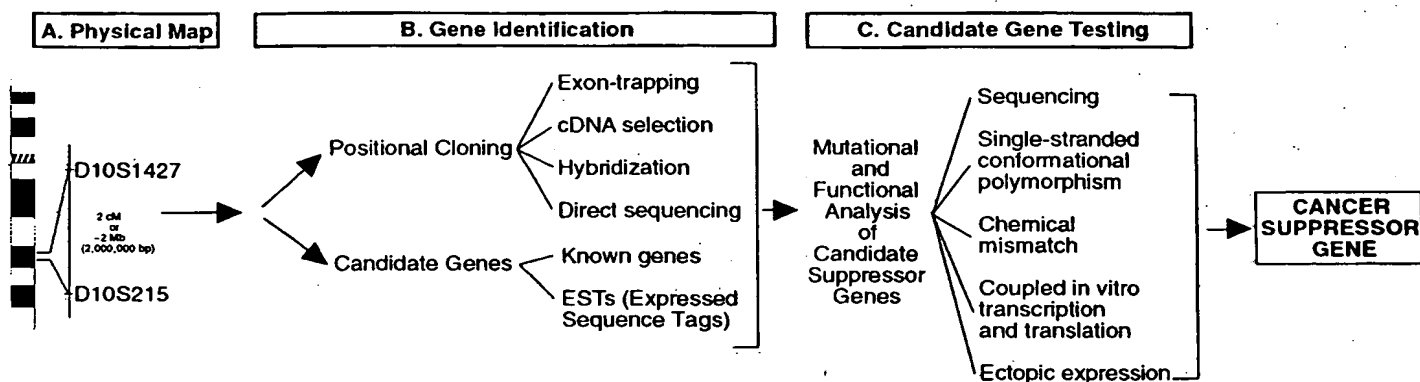 A. Physical Map
B. Gene Identification
C. Candidate Gene Testing
D10S1427
2 cM
or
~2 Mb
(2,000,000 bp)
D10S215
Positional Cloning
Exon-trapping
cDNA selection
Hybridization
Direct sequencing
Candidate Genes
Known genes
ESTs (Expressed
Sequence Tags)
Mutational
and
Functional
Analysis
of
Candidate
Suppressor
Genes
Sequencing
Single-stranded
conformational
polymorphism
Chemical
mismatch
Coupled in vitro
transcription
and translation
Ectopic expression
CANCER
SUPPRESSOR
GENE